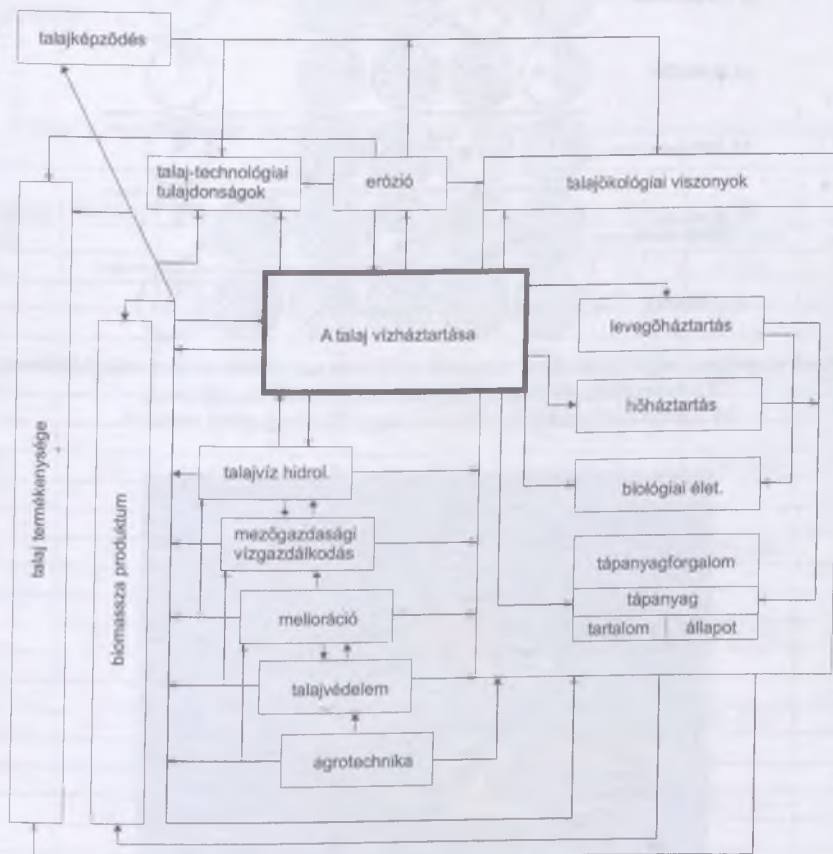 talajképződés
talaj-technológiai
tulajdonságok
erózió
talajökológiai viszonyok
A talaj vízháztartása
levegőháztartás
hőháztartás
biológiai élet.
tápanyagforgalom
tápanyag
tartalom
állapot
talajvíz hidrol.
mezőgazdasági
vízgazdálkodás
melioráció
talajvédelem
agrotechnika
talaj termékanysége
biomassza produktum